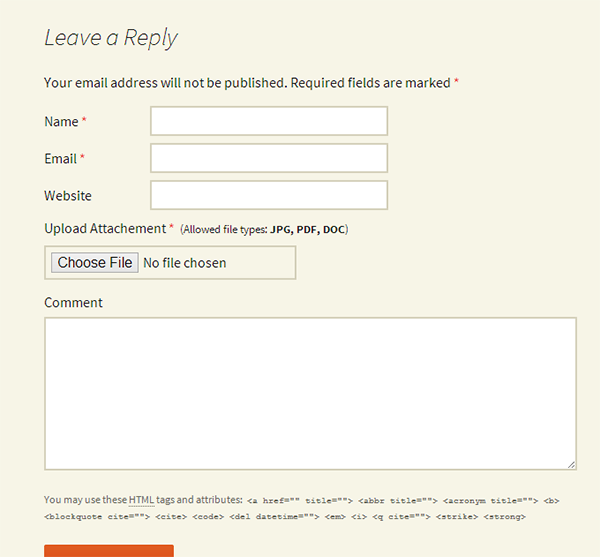 Leave a Reply
Your email address will not be published. Required fields are marked *
Name *
Email *
Website
Upload Attachement * (Allowed file types: JPG, PDF, DOC)
Choose File No file chosen
Comment
You may use these HTML tags and attributes: <a href="" title=""> <abbr title=""> <acronym title=""> <b>
<blockquote cite=""> <cite> <code> <del datetime=""> <em> <i> <q cite=""> <strike> <strong>